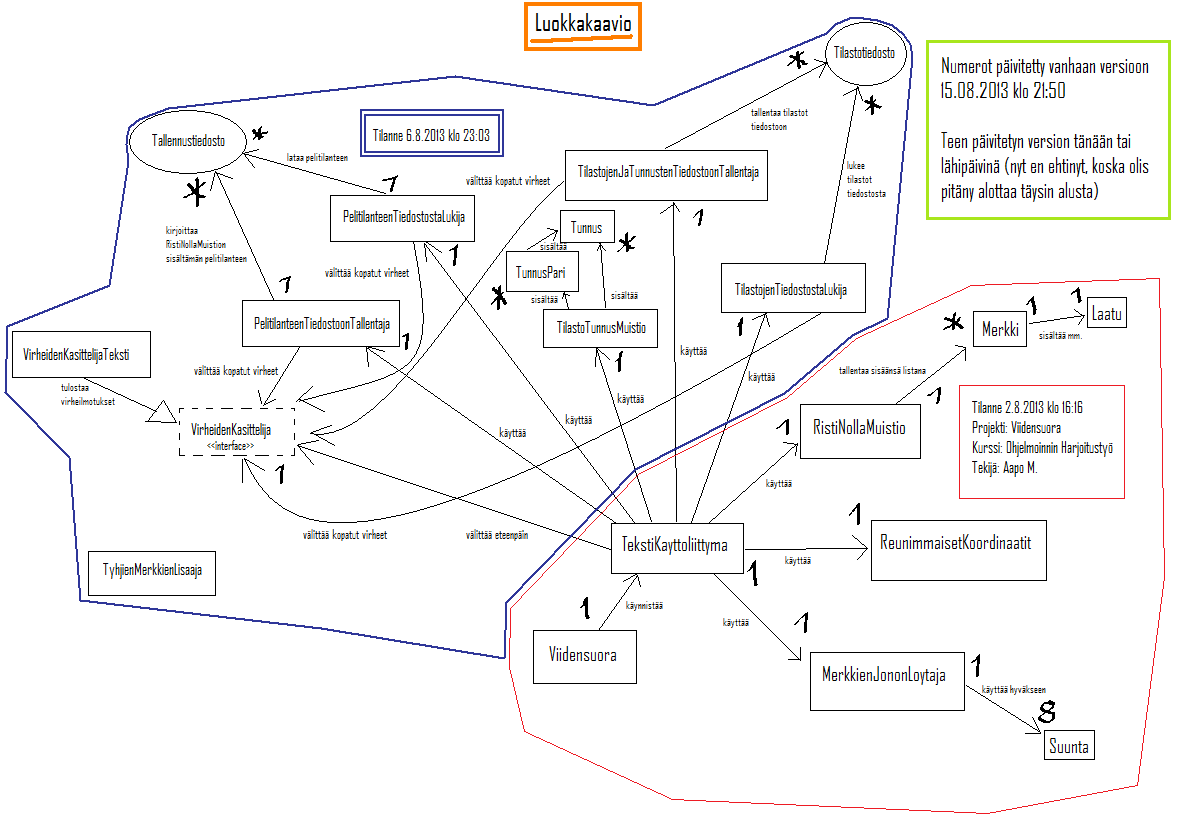 Luokkakaavio
Tilastotiedosto
*
*
Numerot päivitetty vanhaan versioon
15.08.2013 klo 21:50
Teen päivitetyn version tänään tai
lähipäivinä (nyt en ehtinyt, koska olis
pitäny alottaa täysin alusta)
Tallennustiedosto
*
*
Tilanne 6.8.2013 klo 23:03
tallentaa tilastot
tiedostoon
lataa pelitilanteen
1
välittää kopatut virheet
TilastojenJaTunnustenTiedostoonTallentaja
1
lukee
tilastot
tiedostosta
PelitilanteenTiedostostaLukija
1
kirjoittaa
RistiNollaMuistion
sisältämän pelitilanteen
Tunnus
*
sisältää
TunnusPari
*
sisältää
sisältää
välittää kopatut virheet
1
TilastojenTiedostostaLukija
1
PelitilanteenTiedostoonTallentaja
1
TilastoTunnusMuistio
1
käyttää
Merkki
*
1
1
Laatu
sisältää mm.
VirheidenKasittelijaTeksti
tulostaa
virheilmotukset
välittää kopatut virheet
käyttää
käyttää
tallentaa sisäänsä listana
1
VirheidenKasittelija
<<interface>>
1
käyttää
käyttää
1
RistiNollaMuistio
Tilanne 2.8.2013 klo 16:16
Projekti: Viidensuora
Kurssi: Ohjelmoinnin Harjoitustyö
Tekijä: Aapo M.
käyttää
välittää kopatut virheet
välittää eteenpäin
TekstiKayttoliittyma
1
1
ReunimmaisetKoordinaatit
käyttää
TyhjienMerkkienLisaaja
1
käynnistää
käyttää
1
Viidensuora
MerkkienJononLoytaja
1
käyttää hyväkseen
8
Suunta